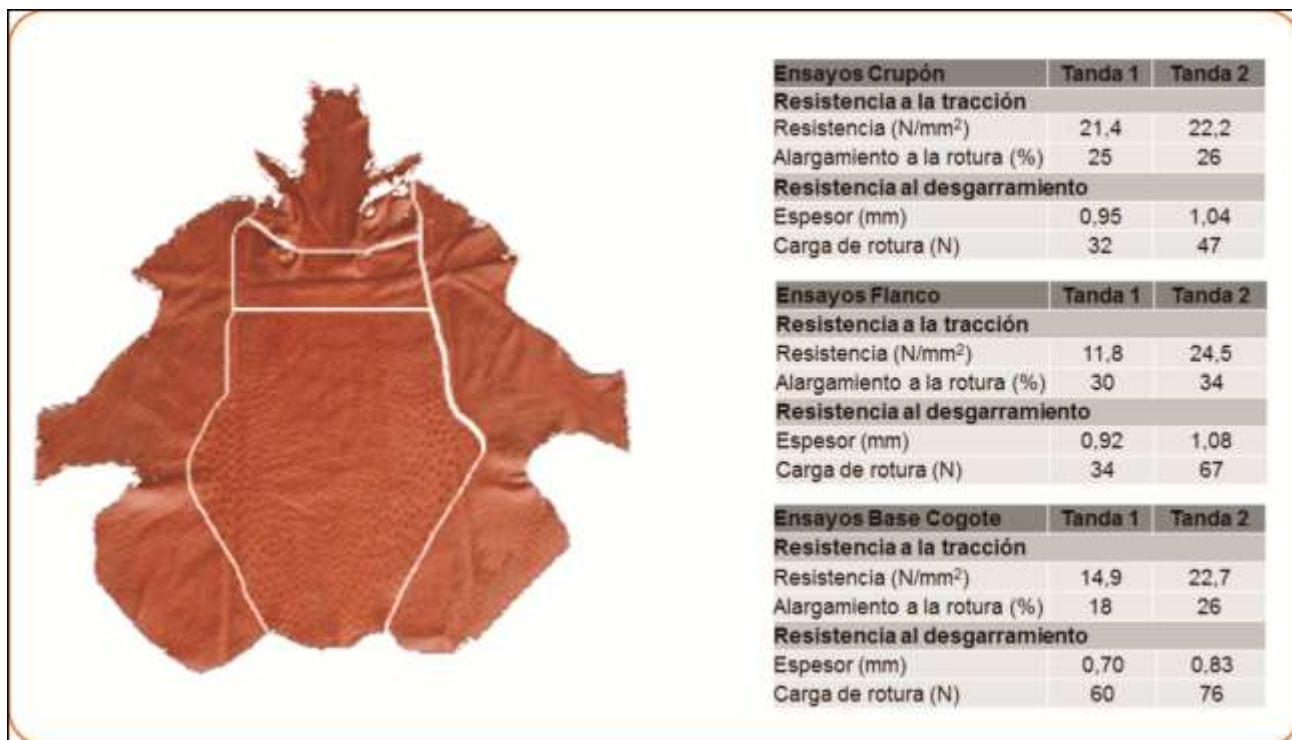 Ensayos Crupón Tanda 1 Tanda 2
Resistencia a la tracción
Resistencia (N/mm²) 21,4 22,2
Alargamiento a la rotura (%) 25 26
Resistencia al desgarramiento
Espesor (mm) 0,95 1,04
Carga de rotura (N) 32 47
Ensayos Flanco Tanda 1 Tanda 2
Resistencia a la tracción
Resistencia (N/mm²) 11,8 24,5
Alargamiento a la rotura (%) 30 34
Resistencia al desgarramiento
Espesor (mm) 0,92 1,08
Carga de rotura (N) 34 67
Ensayos Base Cogote Tanda 1 Tanda 2
Resistencia a la tracción
Resistencia (N/mm²) 14,9 22,7
Alargamiento a la rotura (%) 18 26
Resistencia al desgarramiento
Espesor (mm) 0,70 0,83
Carga de rotura (N) 60 76